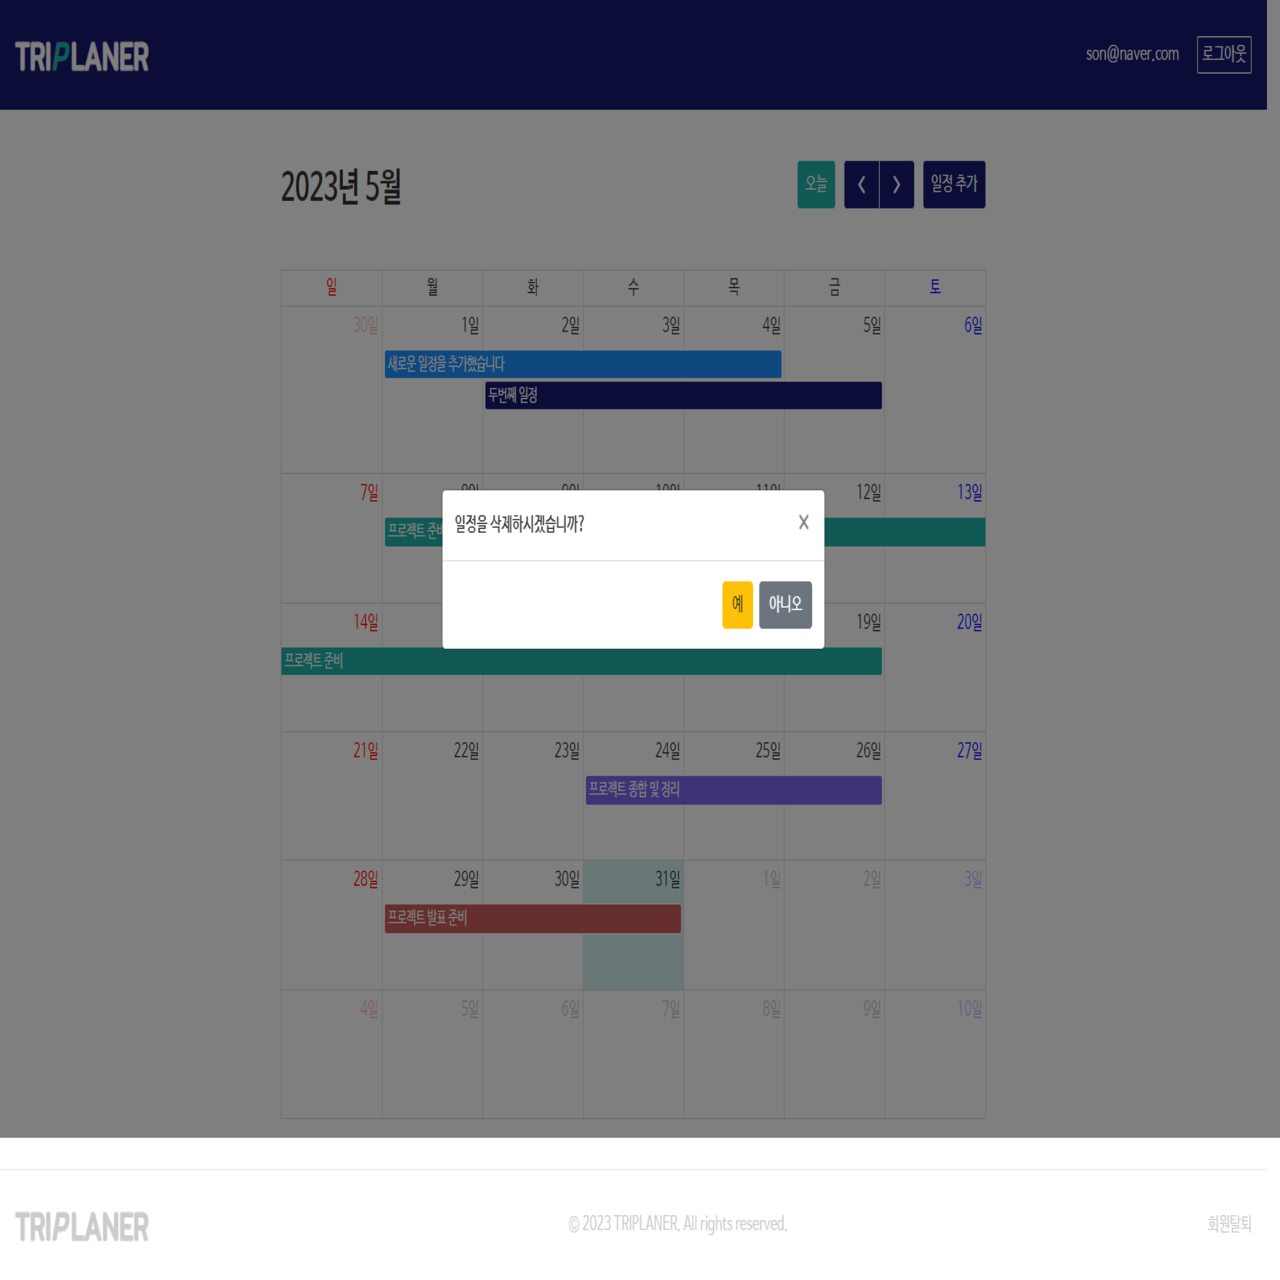 TRIPLANER
son@naver.com 로그아웃
2023년 5월
오늘 일정 추가
일 월 화 수 목 금 토
30일 1일 2일 3일 4일 5일 6일
새로운 일정을 추가했습니다
두번째 일정
7일 12일 13일
프로젝트 준비
일정을 삭제하시겠습니까?
예 아니오
14일 19일 20일
프로젝트 준비
21일 22일 23일 24일 25일 26일 27일
프로젝트 종합 및 정리
28일 29일 30일 31일 1일 2일 3일
프로젝트 발표 준비
4일 5일 6일 7일 8일 9일 10일
TRIPLANER
© 2023 TRIPLANER. All rights reserved.
회원탈퇴